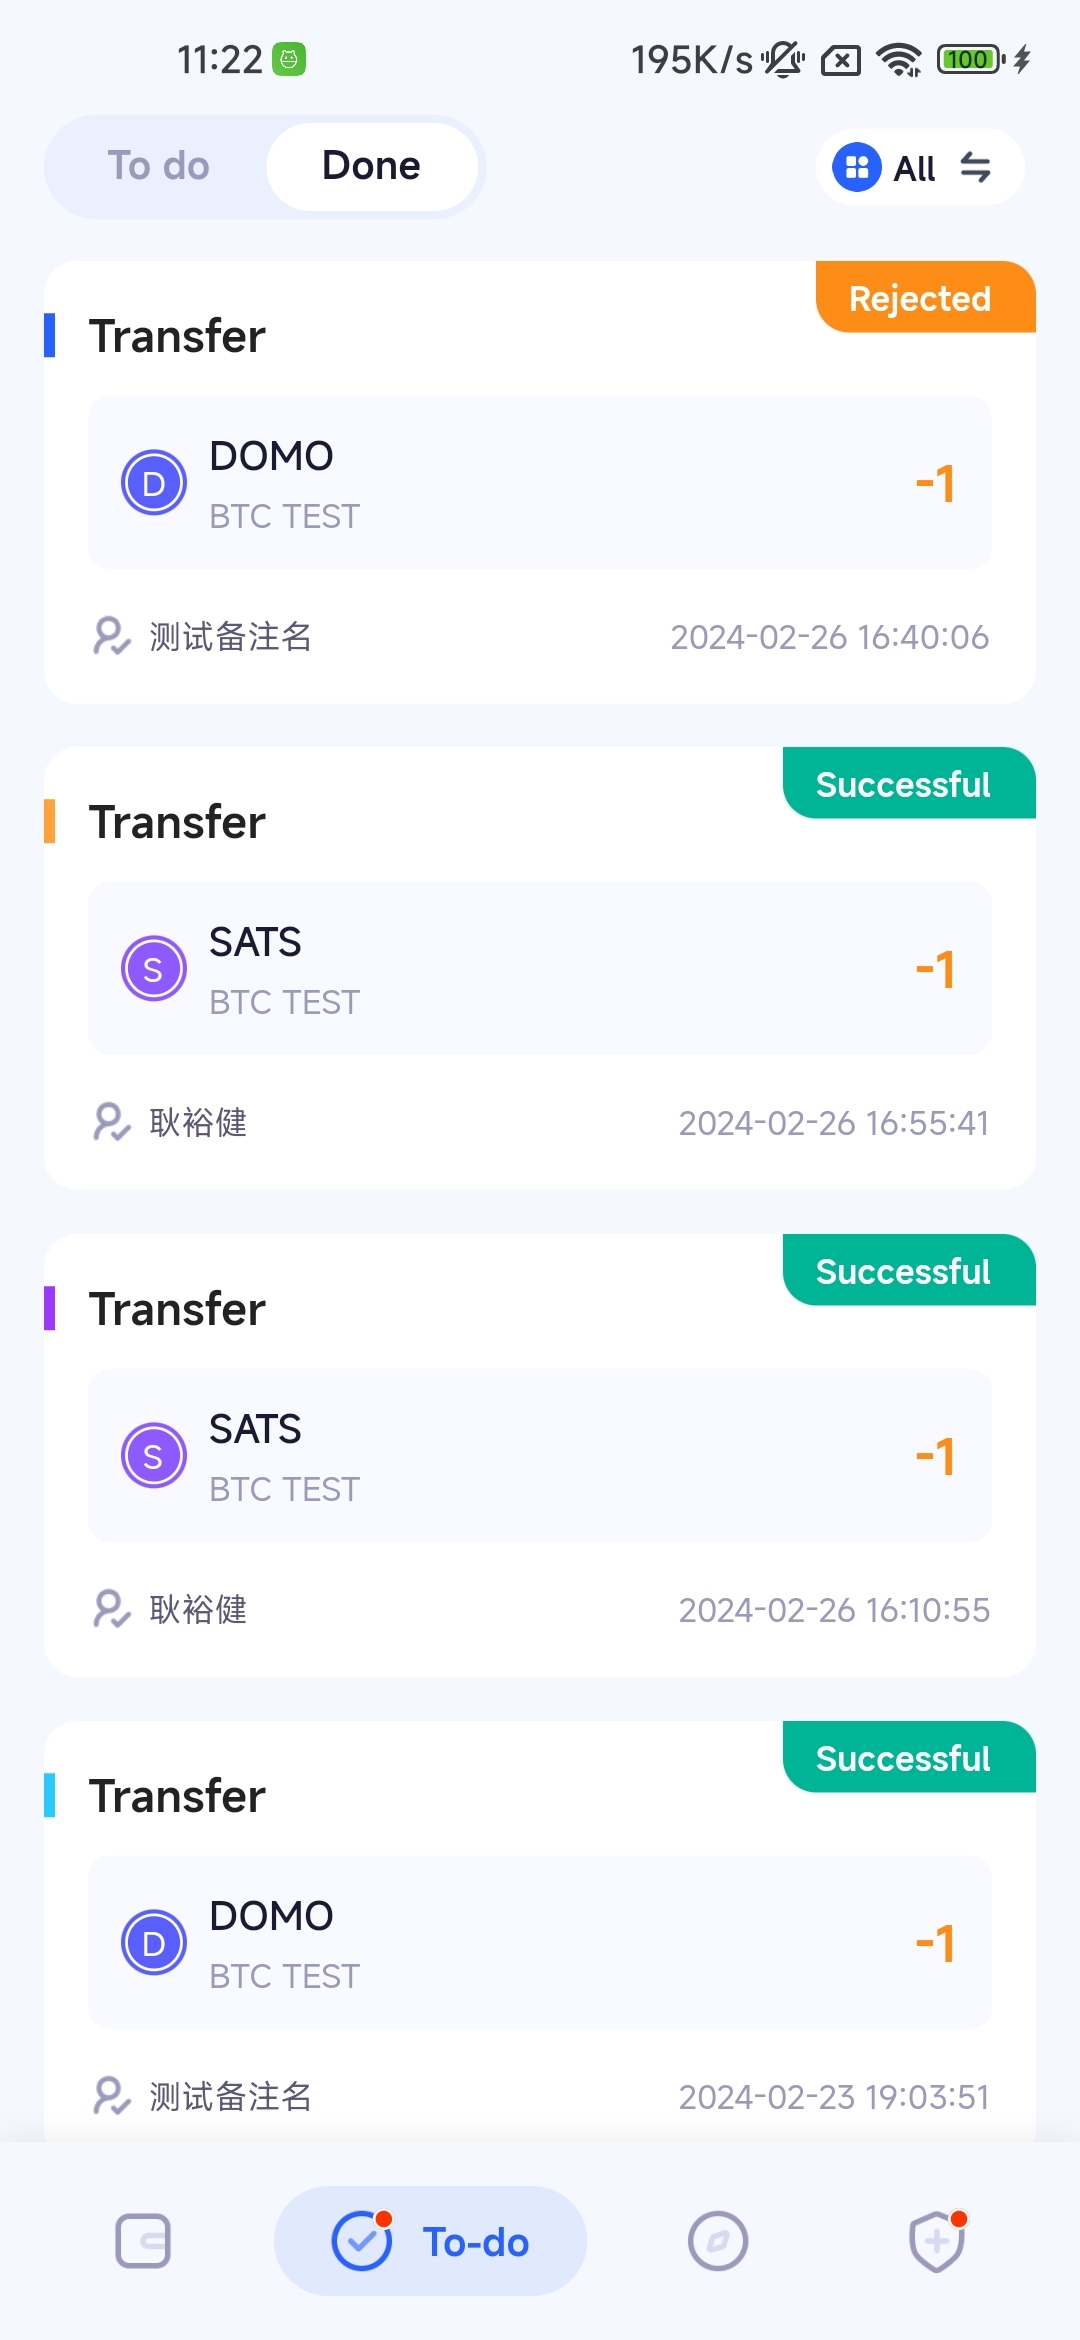 11:22 195K/s 100
To do Done All
Rejected
Transfer
D DOMO -1
BTC TEST
测试备注名 2024-02-26 16:40:06
Successful
Transfer
S SATS -1
BTC TEST
耿裕健 2024-02-26 16:55:41
Successful
Transfer
S SATS -1
BTC TEST
耿裕健 2024-02-26 16:10:55
Successful
Transfer
D DOMO -1
BTC TEST
测试备注名 2024-02-23 19:03:51
To-do